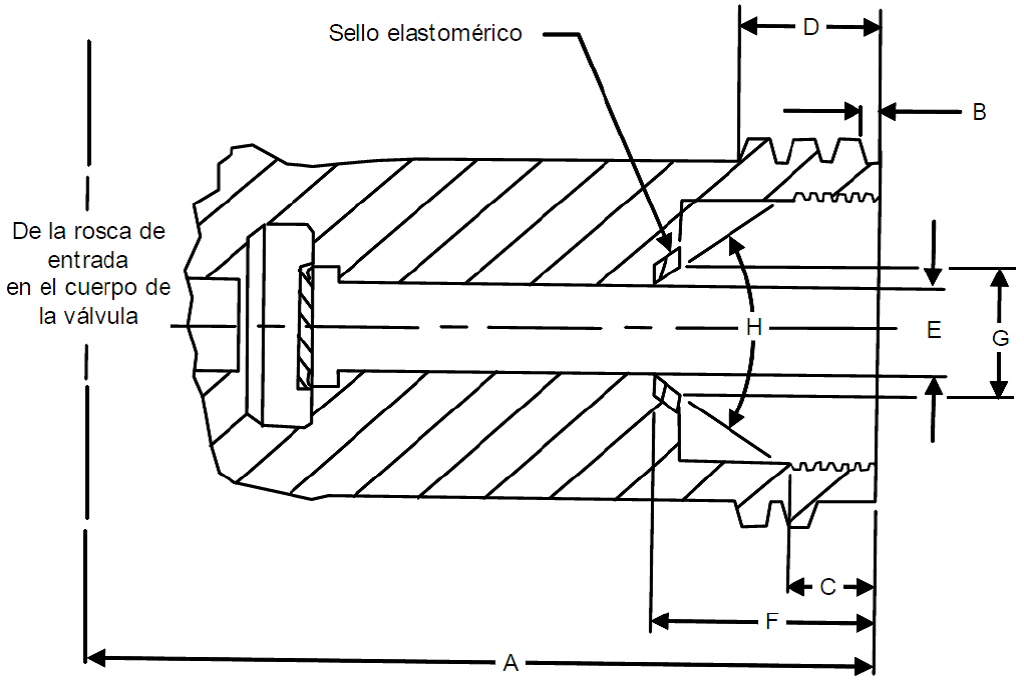 Sello elastomérico
D
B
De la rosca de
entrada
en el cuerpo de
la válvula
H
E
G
C
F
A